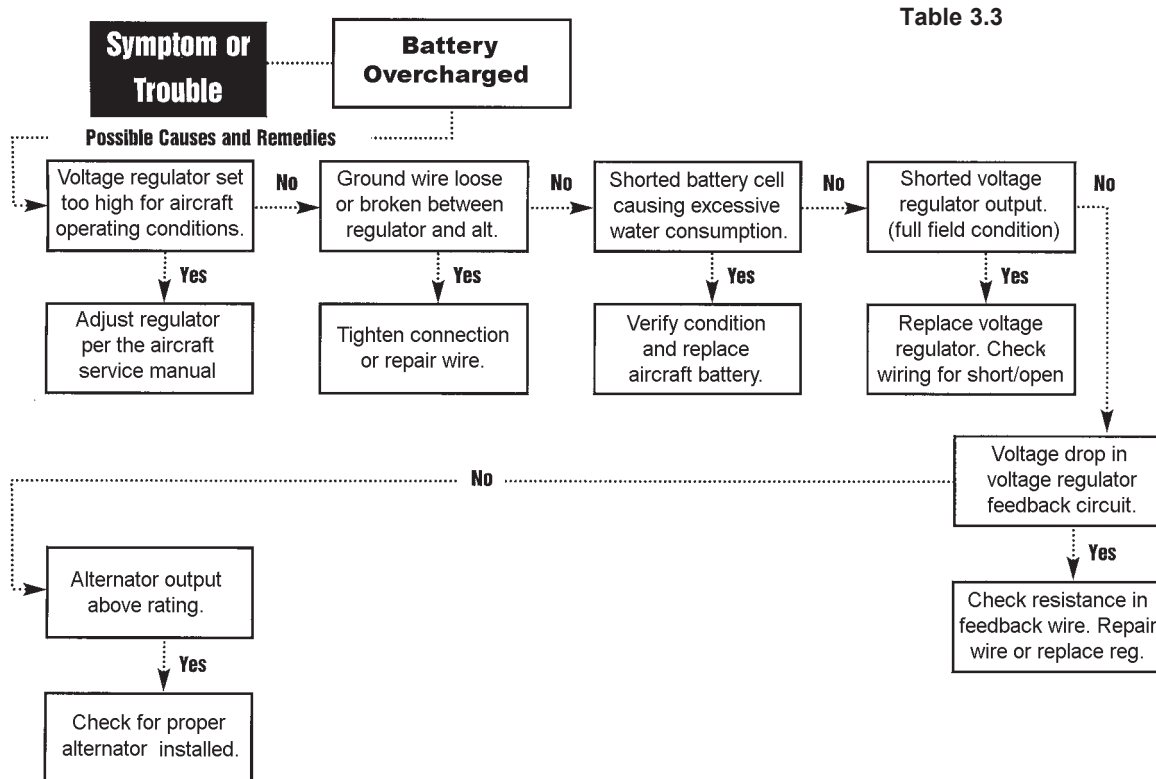 Table 3.3
Symptom or
Trouble
Battery
Overcharged
Possible Causes and Remedies
Voltage regulator set
too high for aircraft
operating conditions.
No
Ground wire loose
or broken between
regulator and alt.
No
Shorted battery cell
causing excessive
water consumption.
No
Shorted voltage
regulator output.
(full field condition)
No
Yes
Yes
Yes
Yes
Adjust regulator
per the aircraft
service manual
Tighten connection
or repair wire.
Verify condition
and replace
aircraft battery.
Replace voltage
regulator. Check
wiring for short/open
Voltage drop in
voltage regulator
feedback circuit.
No
Yes
Check resistance in
feedback wire. Repair
wire or replace reg.
Alternator output
above rating.
Yes
Check for proper
alternator installed.